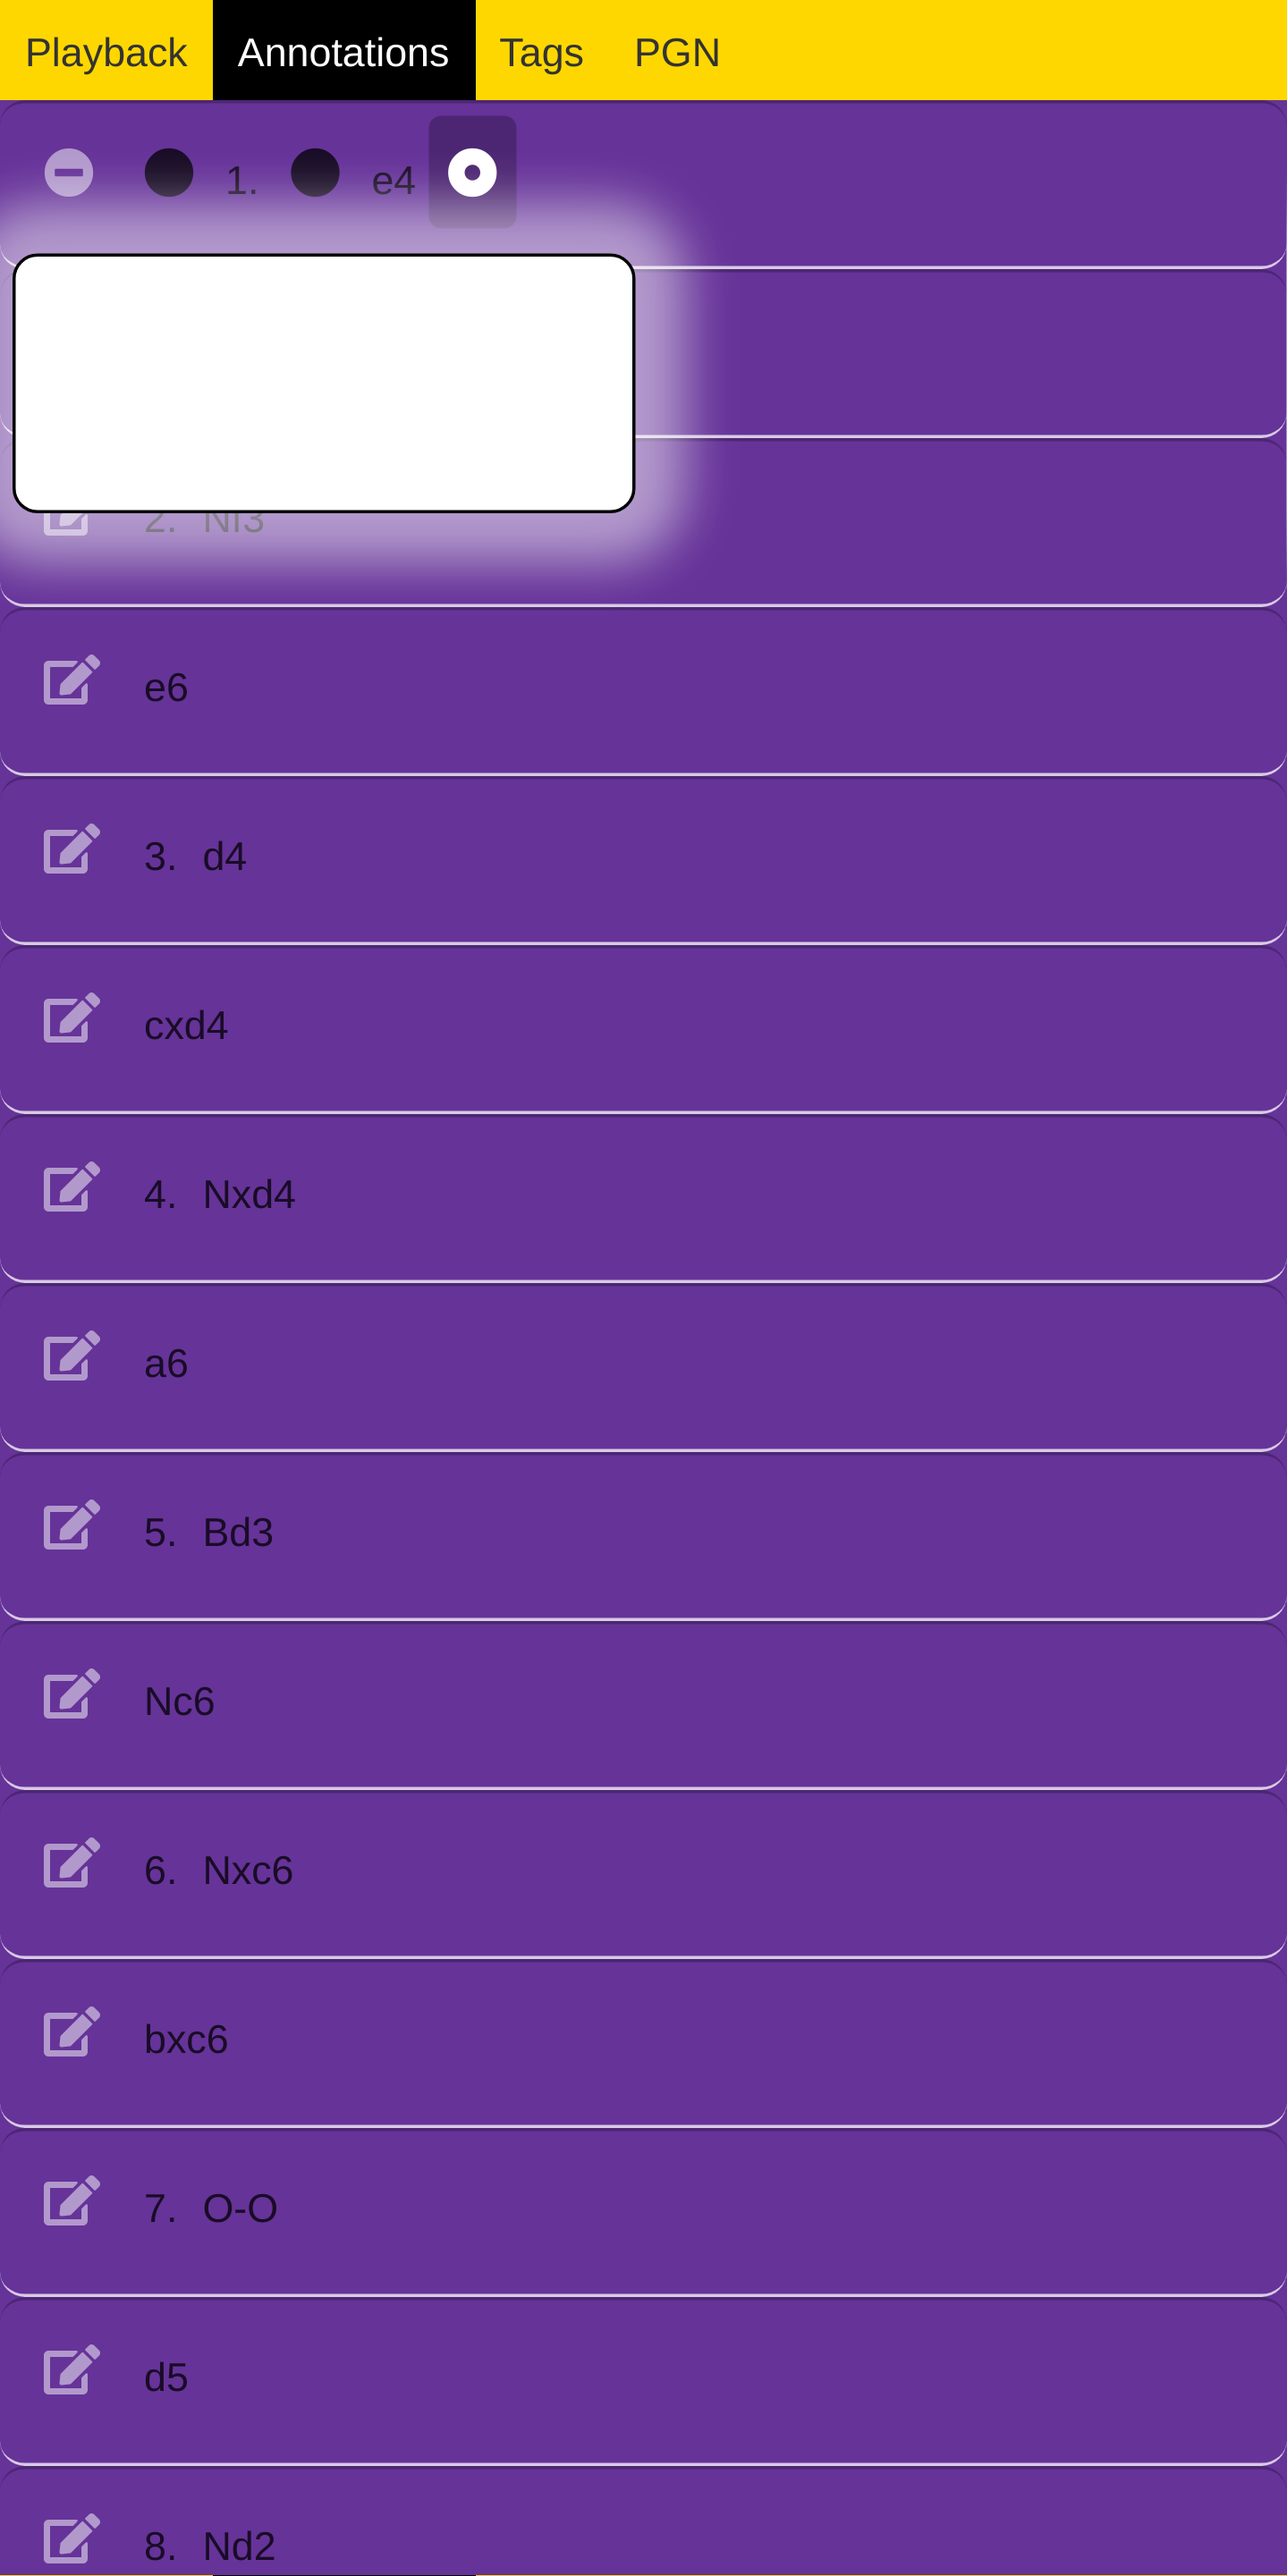 Playback Annotations Tags PGN
1. e4
2. Nf3
e6
3. d4
cxd4
4. Nxd4
a6
5. Bd3
Nc6
6. Nxc6
bxc6
7. O-O
d5
8. Nd2